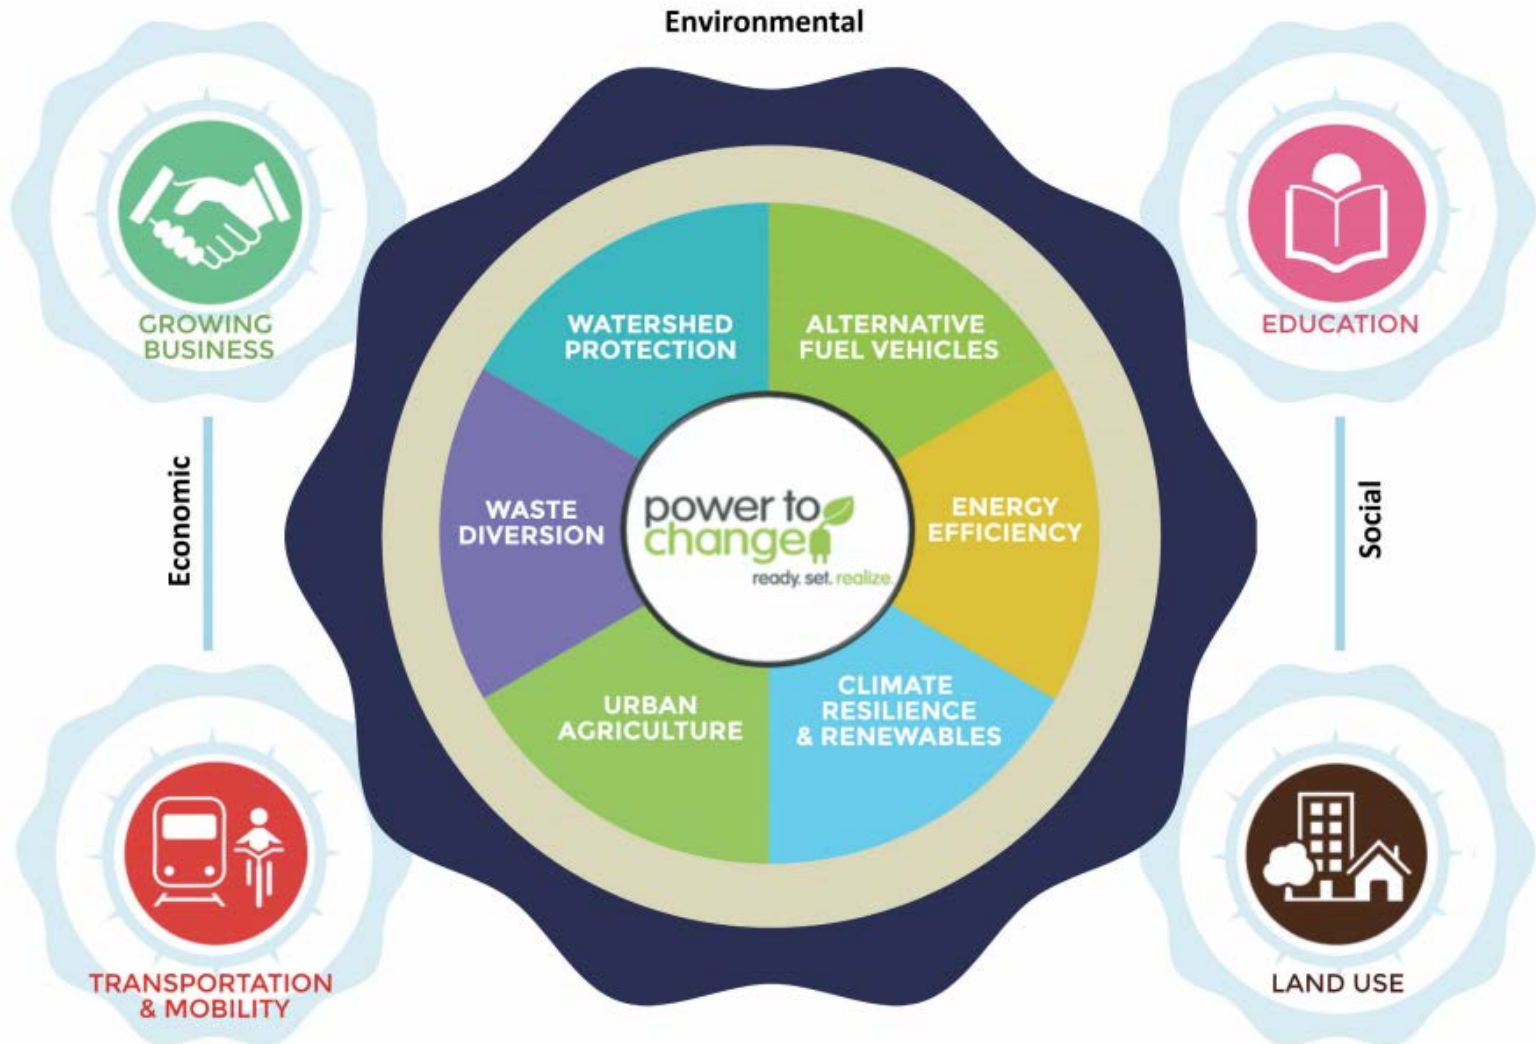 Environmental
GROWING
BUSINESS
EDUCATION
WATERSHED
PROTECTION
ALTERNATIVE
FUEL VEHICLES
Economic
WASTE
DIVERSION
power to
change
ready. set. realize.
ENERGY
EFFICIENCY
Social
URBAN
AGRICULTURE
CLIMATE
RESILIENCE
& RENEWABLES
TRANSPORTATION
& MOBILITY
LAND USE